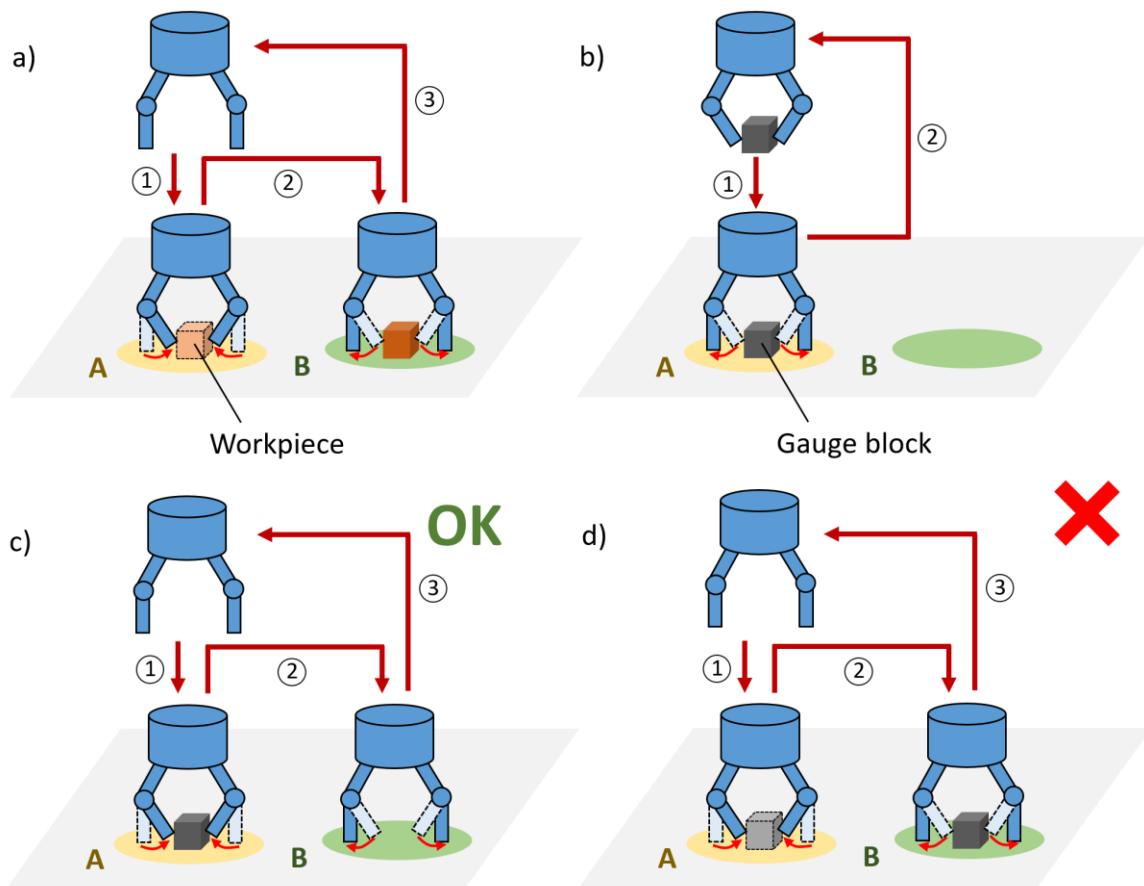 a)
③
①
②
A
B
Workpiece
b)
②
①
A
B
Gauge block
c)
OK
③
①
②
A
B
d)
③
①
②
A
B